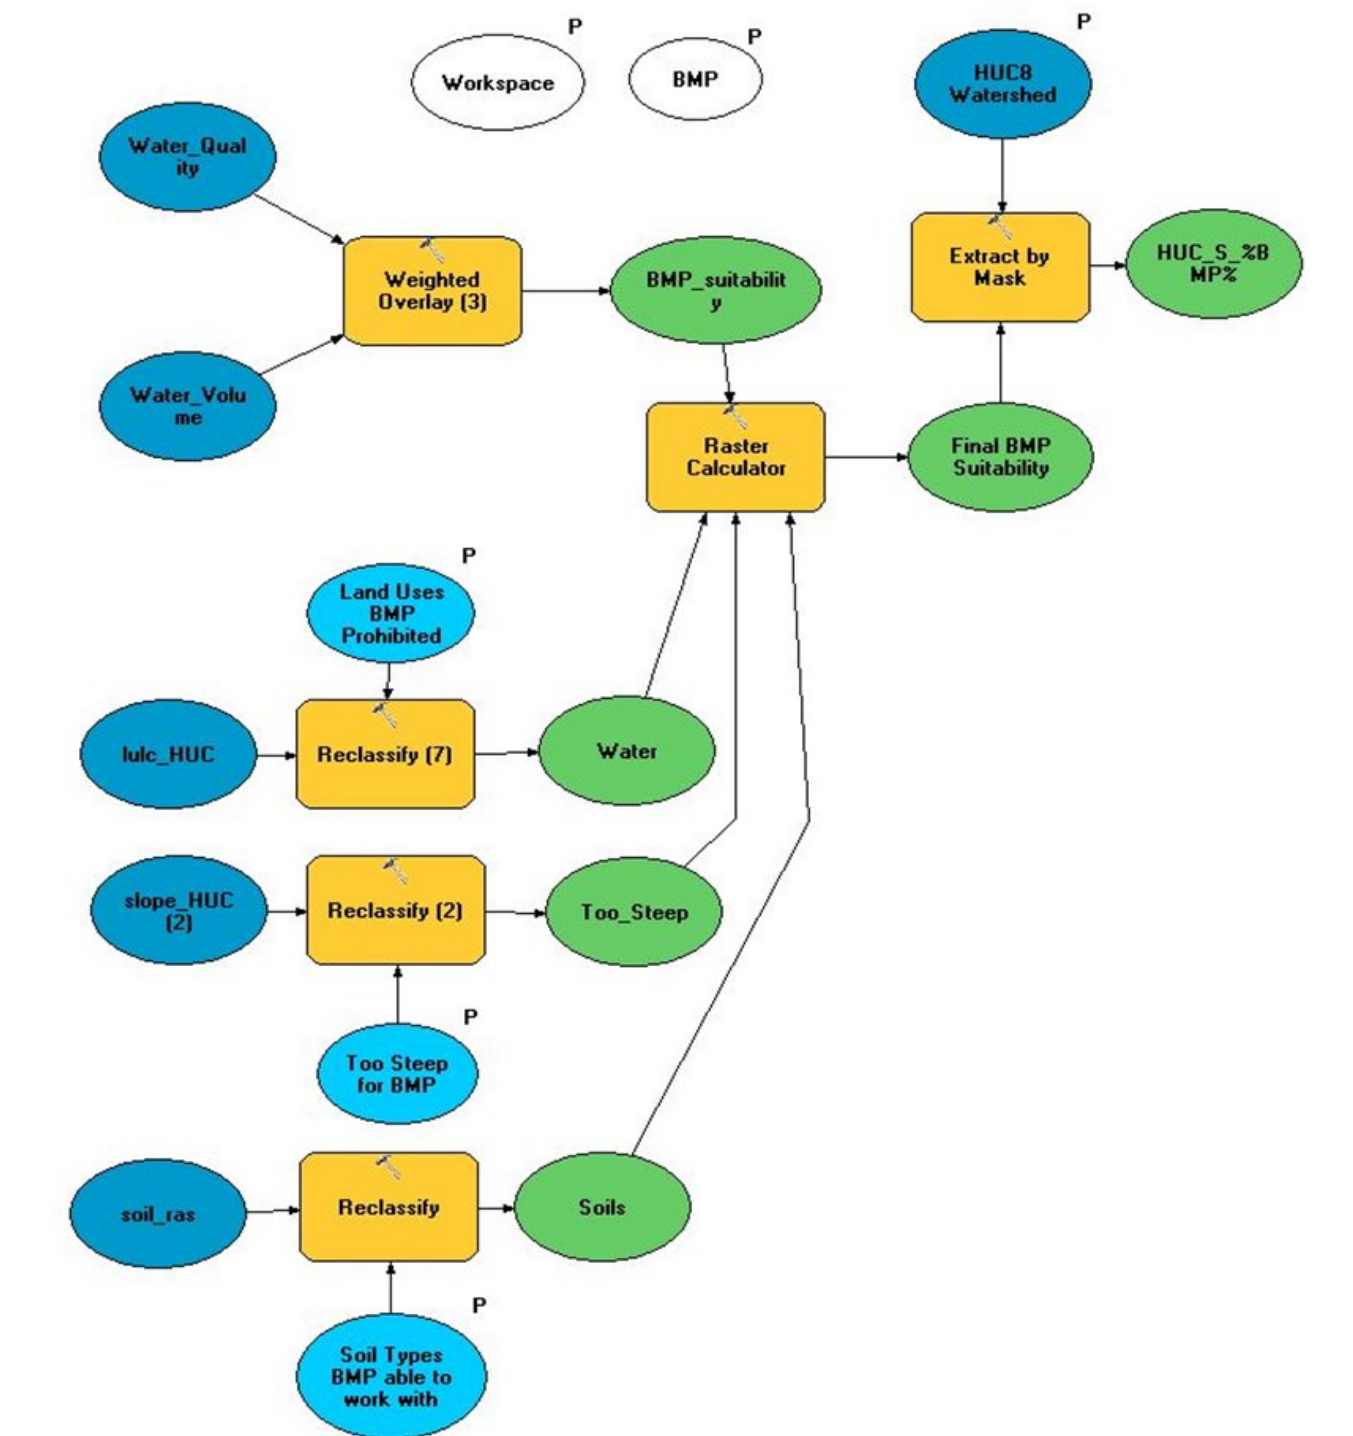 P
Workspace
P
BMP
P
HUC8
Watershed
Water_Qual
ity
Weighted
Overlay (3)
BMP_suitabilit
y
Extract by
Mask
HUC_S_%B
MP%
Water_Volu
me
Raster
Calculator
Final BMP
Suitability
P
Land Uses
BMP
Prohibited
lulc_HUC
Reclassify (7)
Water
slope_HUC
(2)
Reclassify (2)
Too_Steep
P
Too Steep
for BMP
soil_ras
Reclassify
Soils
P
Soil Types
BMP able to
work with